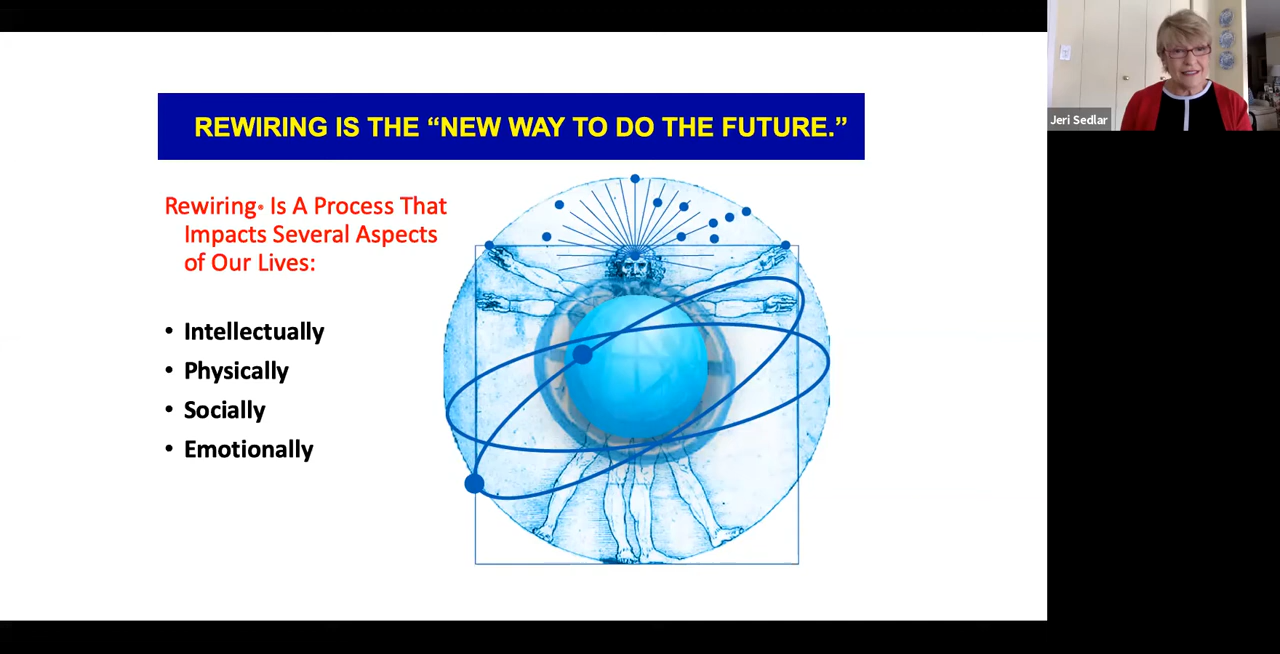 REWIRING IS THE “NEW WAY TO DO THE FUTURE.”
Rewiring® Is A Process That
Impacts Several Aspects
of Our Lives:
• Intellectually
• Physically
• Socially
• Emotionally
Jeri Sedlar